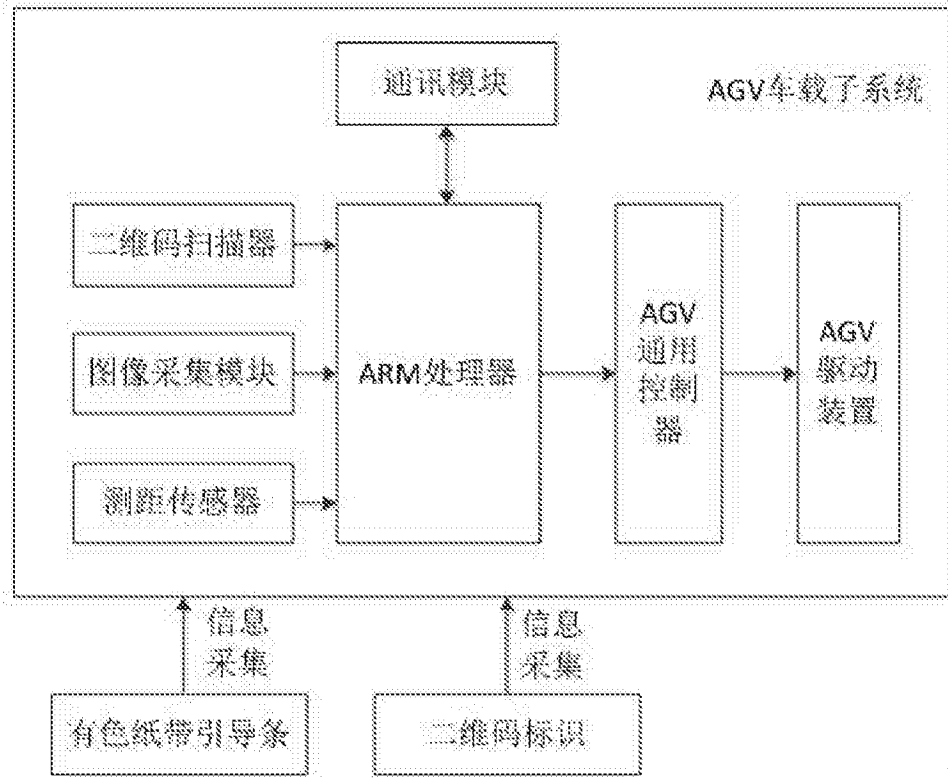 通讯模块
AGV车载了系统
二维码扫描器
图像采集模块
测距传感器
ARM处理器
AGV
通用
控制
器
AGV
驱动
装置
信息
采集
信息
采集
有色纸带引导条
二维码标识